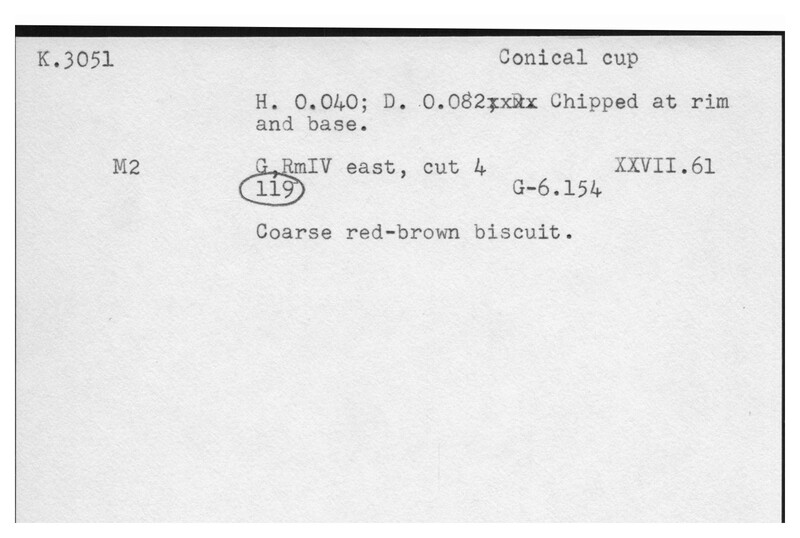 K.3051 Conical cup
H. 0.040; D. 0.082 Chipped at rim
and base.
M2 G,RmIV east, cut 4 XXVII.61
119 G-6.154
Coarse red-brown biscuit.